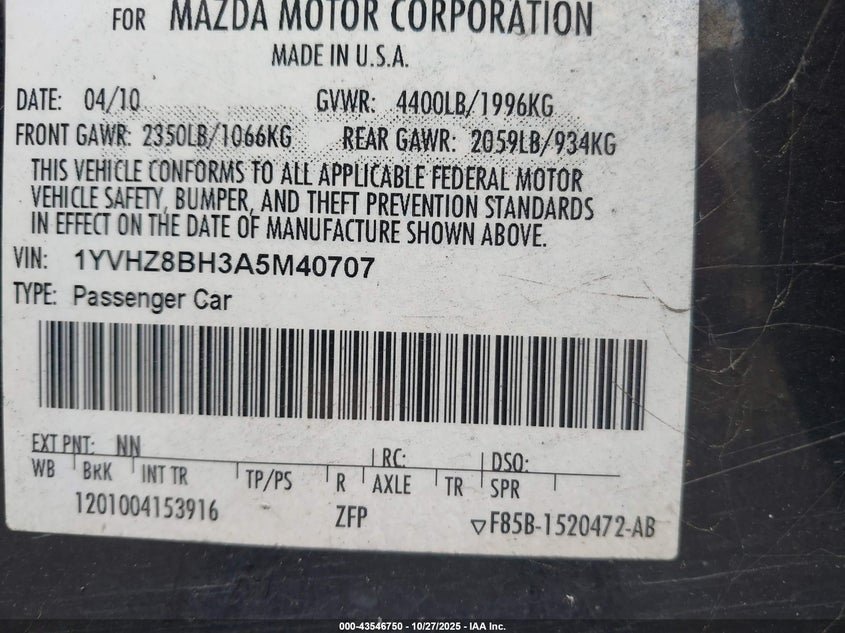 FOR MAZDA MOTOR CORPORATION
MADE IN U.S.A.
DATE: 04/10 GVWR: 4400LB/1996KG
FRONT GAWR: 2350LB/1066KG REAR GAWR: 2059LB/934KG
THIS VEHICLE CONFORMS TO ALL APPLICABLE FEDERAL MOTOR
VEHICLE SAFETY, BUMPER, AND THEFT PREVENTION STANDARDS
IN EFFECT ON THE DATE OF MANUFACTURE SHOWN ABOVE.
VIN: 1YVHZ8BH3A5M40707
TYPE: Passenger Car
EXT PNT: NN RC: DSO:
WB BRK INT TR TP/PS R AXLE TR SPR
1201004153916 ZFP ▽F85B-1520472-AB
000-43546750 | 10/27/2025 - IAA Inc.